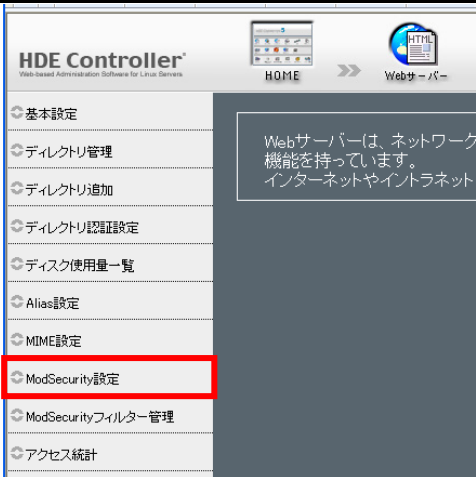 HDE Controller
Web-based Administration Software for Linux Servers
HOME
HTML
Webサーバー
基本設定
ディレクトリ管理
ディレクトリ追加
ディレクトリ認証設定
ディスク使用量一覧
Alias設定
MIME設定
ModSecurity設定
ModSecurityフィルター管理
アクセス統計
Webサーバーは、ネットワーク
機能を持っています。
インターネットやイントラネット